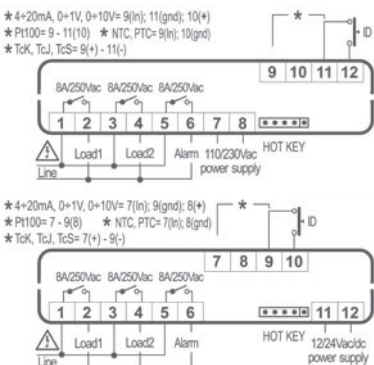 * 4÷20mA, 0÷1V, 0÷10V= 9(In); 11(gnd); 10(+)
* Pt100= 9 - 11(10) * NTC, PTC= 9(In); 10(gnd)
* TcK, TcJ, TcS= 9(+) - 11(-)
*
ID
9 10 11 12
8A/250Vac 8A/250Vac 8A/250Vac
1 2 3 4 5 6 7 8
HOT KEY
Line Load1 Load2 Alarm 110/230Vac
power supply
* 4÷20mA, 0÷1V, 0÷10V= 7(In); 9(gnd); 8(+)
* Pt100= 7 - 9(8) * NTC, PTC= 7(In); 8(gnd)
* TcK, TcJ, TcS= 7(+) - 9(-)
*
ID
7 8 9 10
8A/250Vac 8A/250Vac 8A/250Vac
1 2 3 4 5 6 11 12
HOT KEY
Line Load1 Load2 Alarm 12/24Vac/dc
power supply